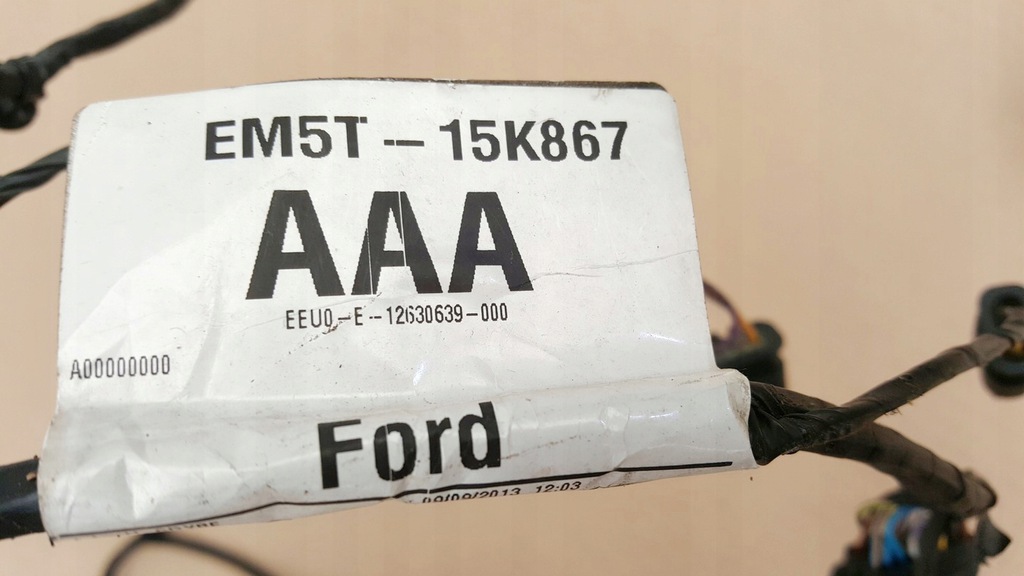 EM5T -- 15K867
AAA
EEU0-E--12630639-000
A00000000
Ford
09/09/2013 12:03